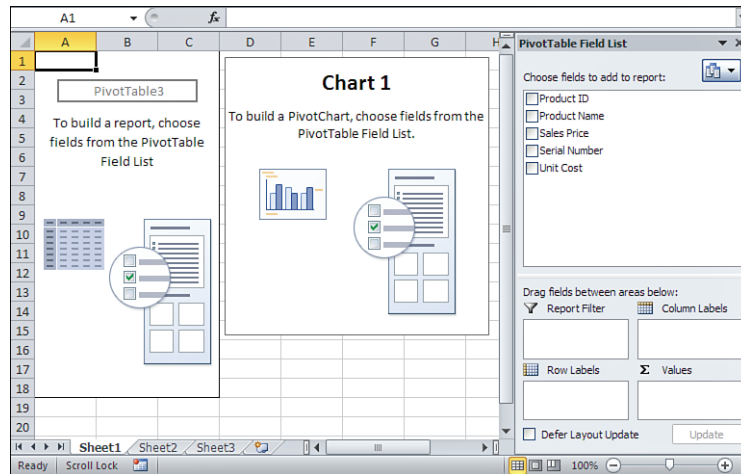 A1
fx
A B C D E F G H
1
2
3
4
5
6
7
8
9
10
11
12
13
14
15
16
17
18
19
20
PivotTable3
To build a report, choose
fields from the PivotTable
Field List
Chart 1
To build a PivotChart, choose fields from the
PivotTable Field List.
PivotTable Field List
Choose fields to add to report:
Product ID
Product Name
Sales Price
Serial Number
Unit Cost
Drag fields between areas below:
Report Filter
Column Labels
Row Labels
Σ Values
Defer Layout Update
Update
Sheet1 Sheet2 Sheet3
Ready Scroll Lock
100%